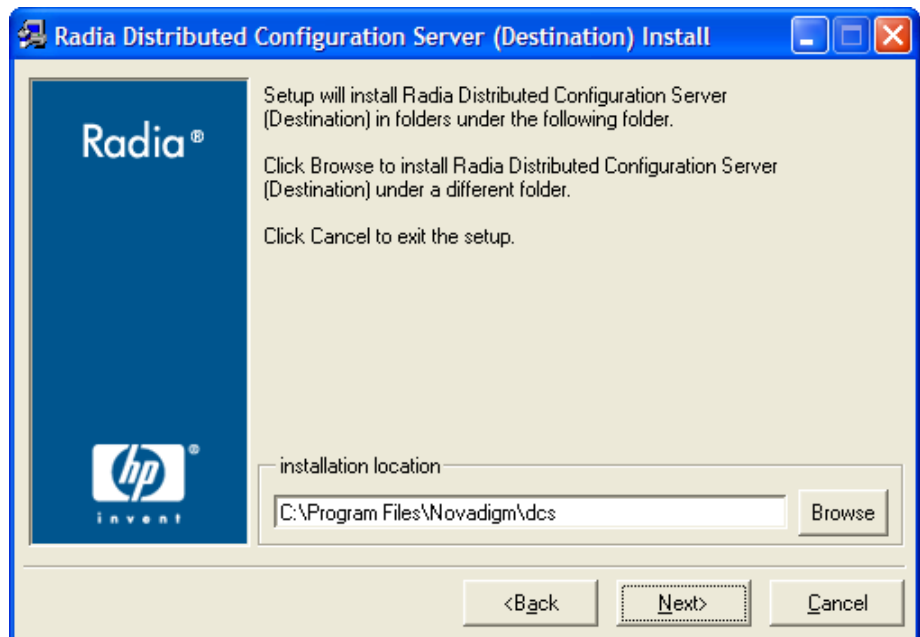 Radia Distributed Configuration Server (Destination) Install
Radia®
Setup will install Radia Distributed Configuration Server
(Destination) in folders under the following folder.
Click Browse to install Radia Distributed Configuration Server
(Destination) under a different folder.
Click Cancel to exit the setup.
hp®
invent
installation location
C:\Program Files\Novadigm\dcs
Browse
<Back
Next>
Cancel